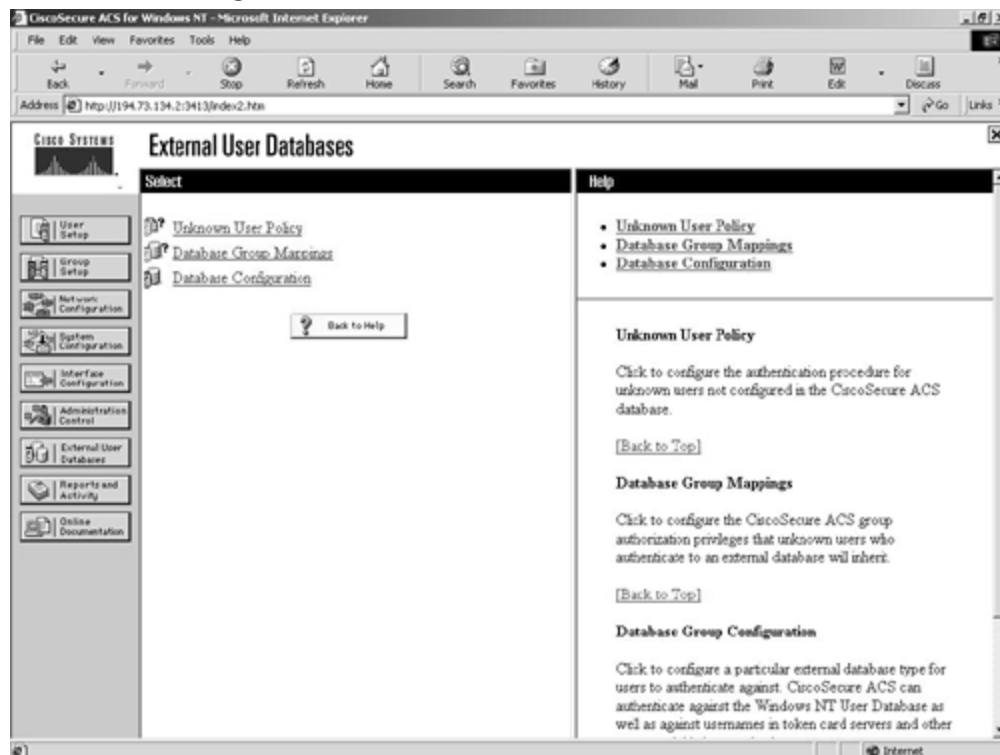 CiscoSecure ACS for Windows NT - Microsoft Internet Explorer
File Edit View Favorites Tools Help
Back Forward Stop Refresh Home Search Favorites History Mail Print Edit Discuss
Address http://194.73.134.2:3413/index2.htm Go Links
CISCO SYSTEMS
External User Databases
Select
Unknown User Policy
Database Group Mappings
Database Configuration
Back to Help
User Setup
Group Setup
Network Configuration
System Configuration
Interface Configuration
Administration Control
External User Databases
Reports and Activity
Online Documentation
Help
Unknown User Policy
Database Group Mappings
Database Configuration
Unknown User Policy
Click to configure the authentication procedure for
unknown users not configured in the CiscoSecure ACS
database.
[Back to Top]
Database Group Mappings
Click to configure the CiscoSecure ACS group
authorization privileges that unknown users who
authenticate to an external database will inherit.
[Back to Top]
Database Group Configuration
Click to configure a particular external database type for
users to authenticate against. CiscoSecure ACS can
authenticate against the Windows NT User Database as
well as against usernames in token card servers and other
Internet